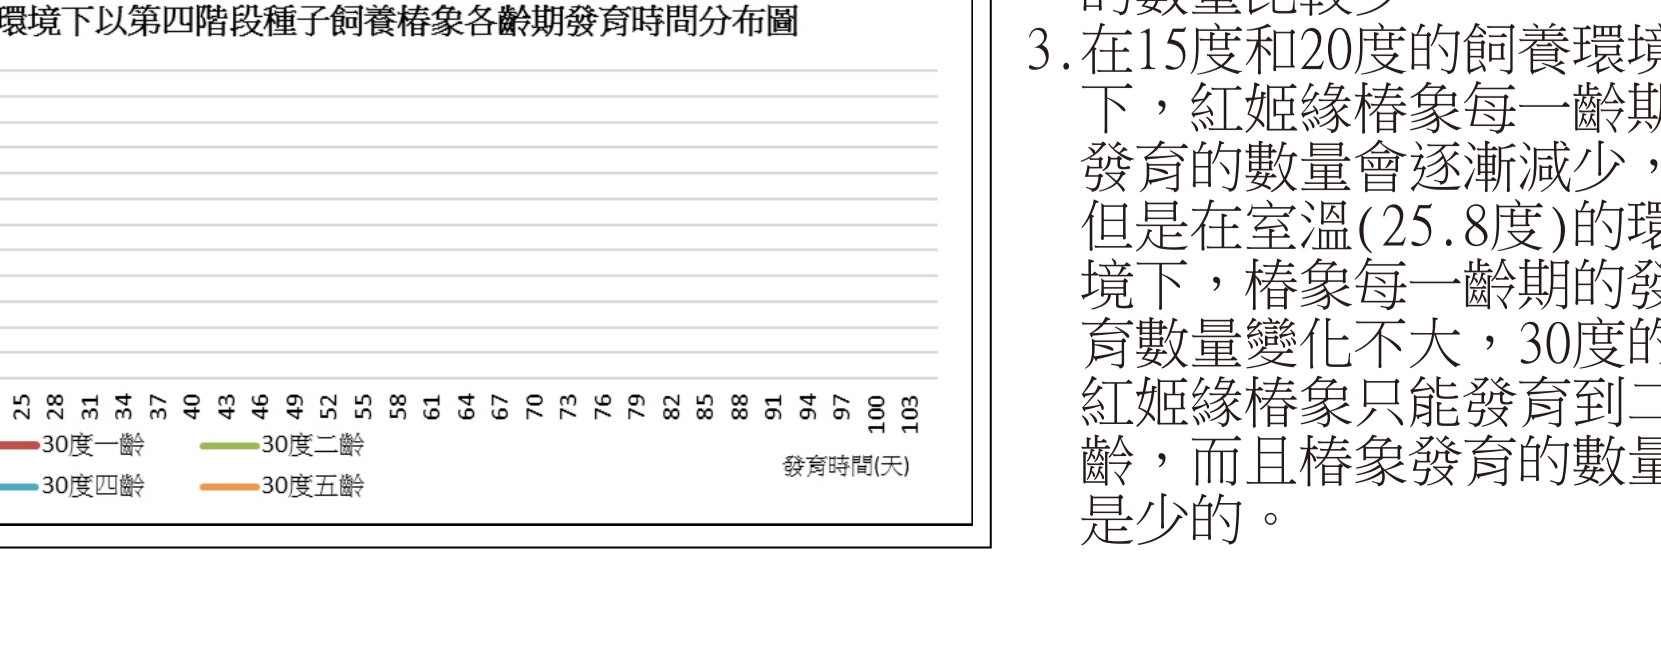 環境下以第四階段種子飼養椿象各齡期發育時間分布圖
25 28 31 34 37 40 43 46 49 52 55 58 61 64 67 70 73 76 79 82 85 88 91 94 97 100 103
30度一齡 30度二齡
發育時間(天)
30度四齡 30度五齡
的數量比較少
3.在15度和20度的飼養環境
下，紅姬緣椿象每一齡期
發育的數量會逐漸減少，
但是在室溫(25.8度)的環
境下，椿象每一齡期的發
育數量變化不大，30度的
紅姬緣椿象只能發育到二
齡，而且椿象發育的數量
是少的。